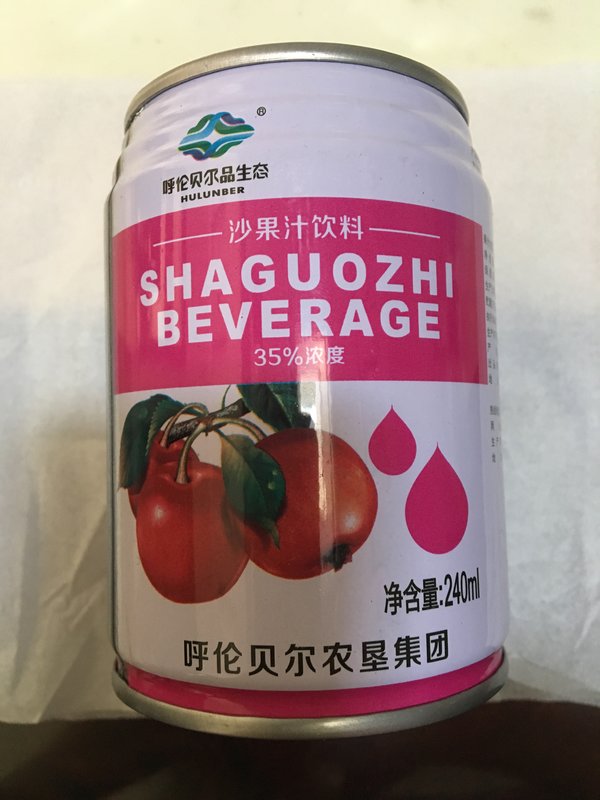 ®
呼伦贝尔品生态
HULUNBER
沙果汁饮料
SHAGUOZHI
BEVERAGE
35%浓度
净含量:240ml
呼伦贝尔农垦集团